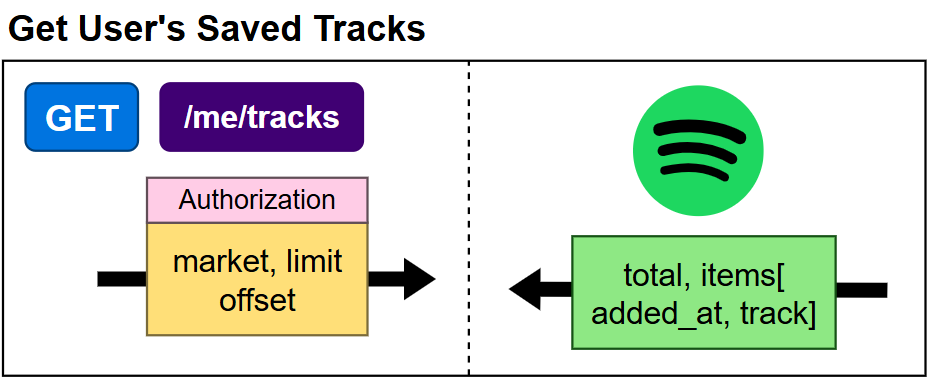 Get User's Saved Tracks
GET
/me/tracks
Authorization
market, limit
offset
total, items[
added_at, track]